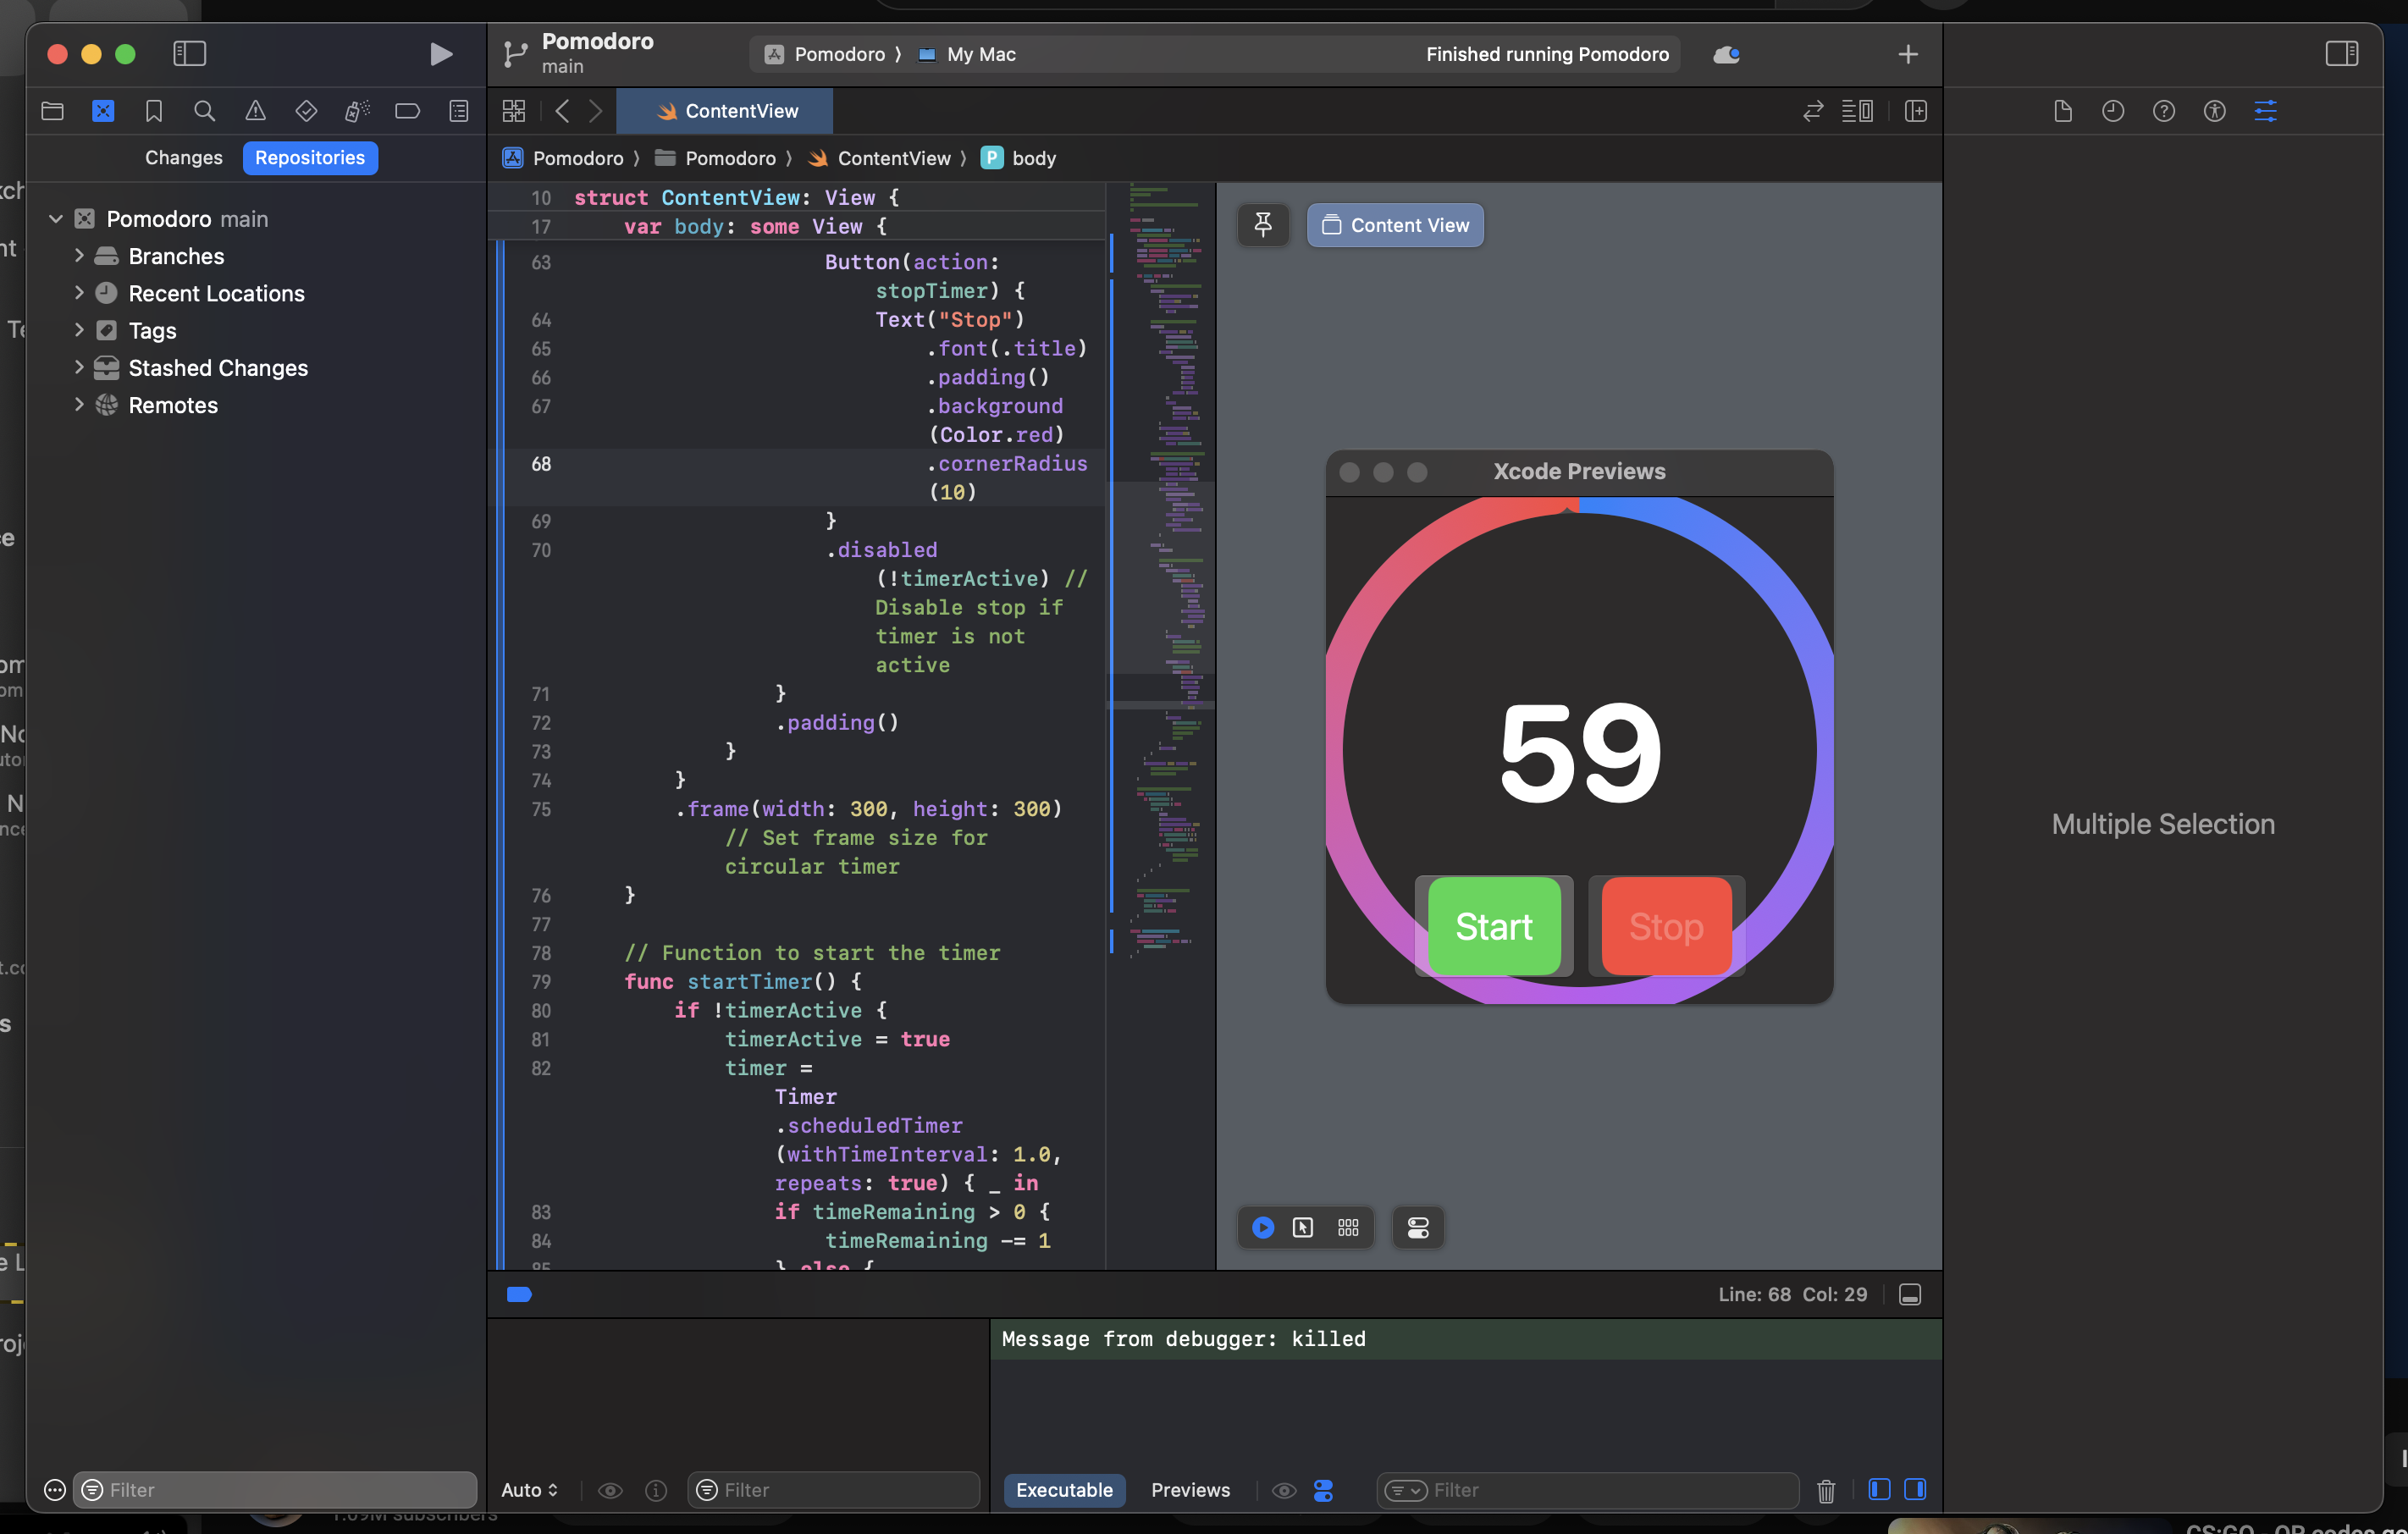 Pomodoro
main
Pomodoro 〉 My Mac
Finished running Pomodoro
ContentView
Changes
Repositories
Pomodoro 〉 Pomodoro 〉 ContentView 〉 P body
Pomodoro main
Branches
Recent Locations
Tags
Stashed Changes
Remotes
10 struct ContentView: View {
17 var body: some View {
63 Button(action:
stopTimer) {
64 Text("Stop")
65 .font(.title)
66 .padding()
67 .background
(Color.red)
68 .cornerRadius
(10)
69 }
70 .disabled
(!timerActive) //
Disable stop if
timer is not
active
71 }
72 .padding()
73 }
74 }
75 .frame(width: 300, height: 300)
// Set frame size for
circular timer
76 }
77
78 // Function to start the timer
79 func startTimer() {
80 if !timerActive {
81 timerActive = true
82 timer =
Timer
.scheduledTimer
(withTimeInterval: 1.0,
repeats: true) { _ in
83 if timeRemaining > 0 {
84 timeRemaining -= 1
85 } else {
Content View
Xcode Previews
59
Start
Stop
Multiple Selection
Line: 68 Col: 29
Message from debugger: killed
Filter
Auto
Filter
Executable
Previews
Filter
1.69M subscribers